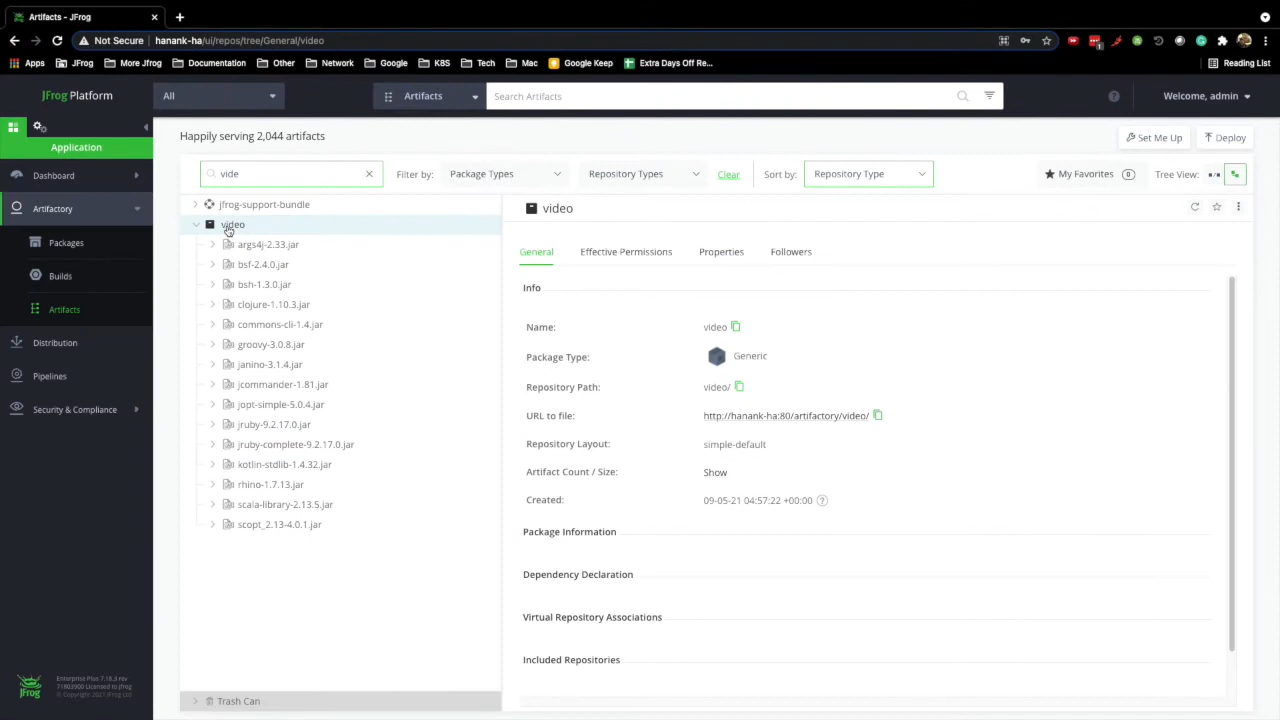 Artifacts - JFrog
Not Secure hanank-ha/ui/repos/tree/General/video
Apps JFrog More Jfrog Documentation Other Network Google K8S Tech Mac Google Keep Extra Days Off Re... Reading List
JFrog Platform All Artifacts Search Artifacts Welcome, admin
Application
Dashboard
Artifactory
Packages
Builds
Artifacts
Distribution
Pipelines
Security & Compliance
JFrog
Enterprise Plus 7.18.3 rev
71803900 Licensed to JFrog
© Copyright 2021 JFrog Ltd
Happily serving 2,044 artifacts
Set Me Up Deploy
vide Filter by: Package Types Repository Types Clear Sort by: Repository Type My Favorites 0 Tree View:
jfrog-support-bundle
video
args4j-2.33.jar
bsf-2.4.0.jar
bsh-1.3.0.jar
clojure-1.10.3.jar
commons-cli-1.4.jar
groovy-3.0.8.jar
janino-3.1.4.jar
jcommander-1.81.jar
jopt-simple-5.0.4.jar
jruby-9.2.17.0.jar
jruby-complete-9.2.17.0.jar
kotlin-stdlib-1.4.32.jar
rhino-1.7.13.jar
scala-library-2.13.5.jar
scopt_2.13-4.0.1.jar
Trash Can
video
General Effective Permissions Properties Followers
Info
Name: video
Package Type: Generic
Repository Path: video/
URL to file: http://hanank-ha:80/artifactory/video/
Repository Layout: simple-default
Artifact Count / Size: Show
Created: 09-05-21 04:57:22 +00:00
Package Information
Dependency Declaration
Virtual Repository Associations
Included Repositories